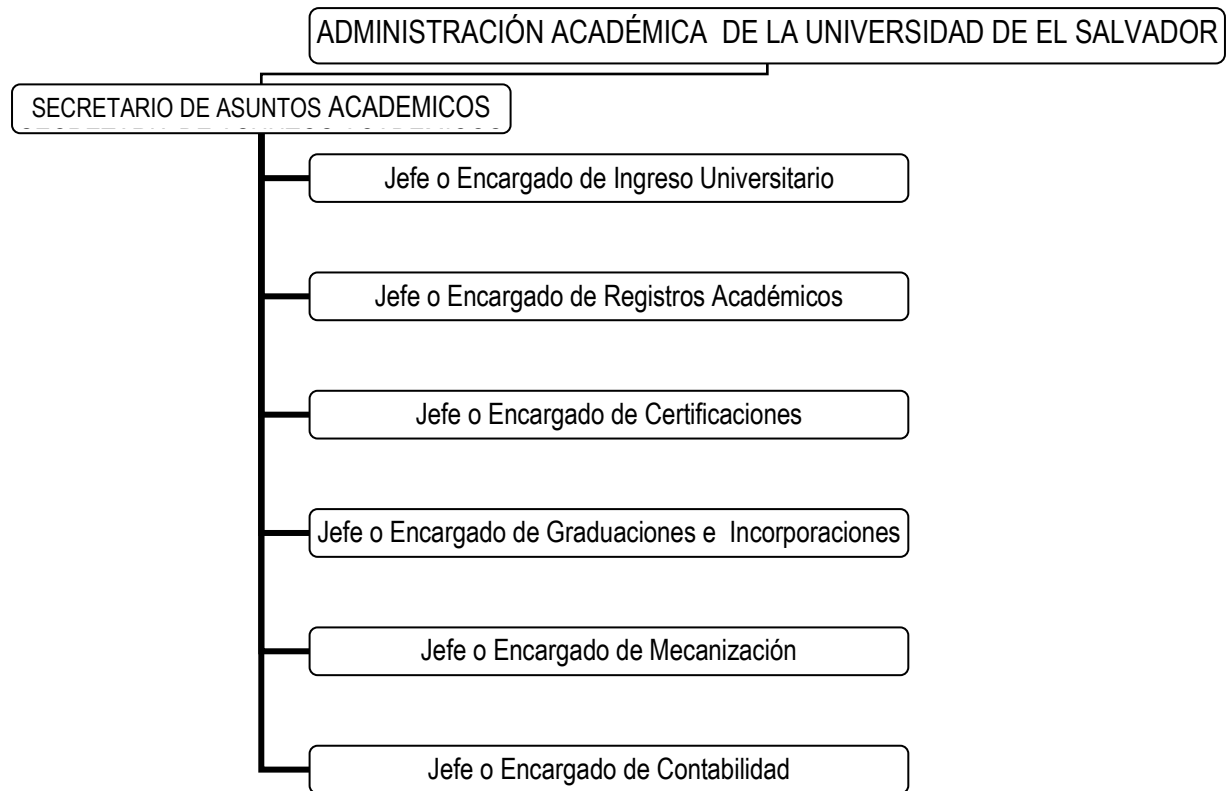 ADMINISTRACIÓN ACADÉMICA DE LA UNIVERSIDAD DE EL SALVADOR
SECRETARIO DE ASUNTOS ACADEMICOS
Jefe o Encargado de Ingreso Universitario
Jefe o Encargado de Registros Académicos
Jefe o Encargado de Certificaciones
Jefe o Encargado de Graduaciones e Incorporaciones
Jefe o Encargado de Mecanización
Jefe o Encargado de Contabilidad